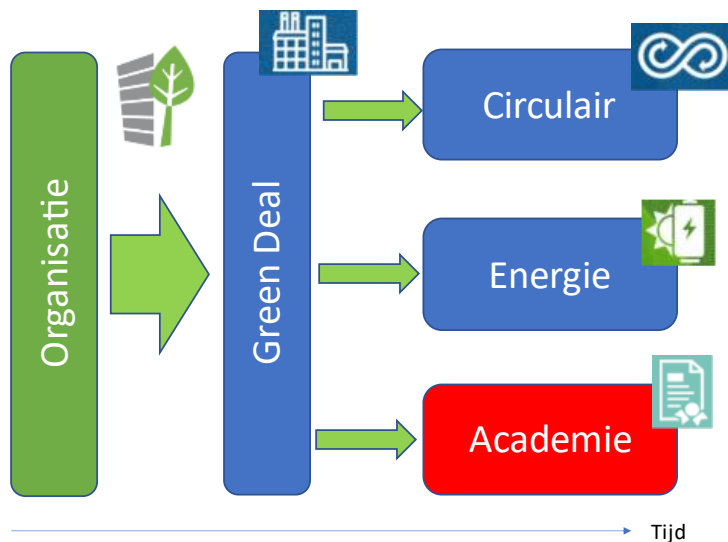 Organisatie
Green Deal
Circulair
Energie
Academie
Tijd